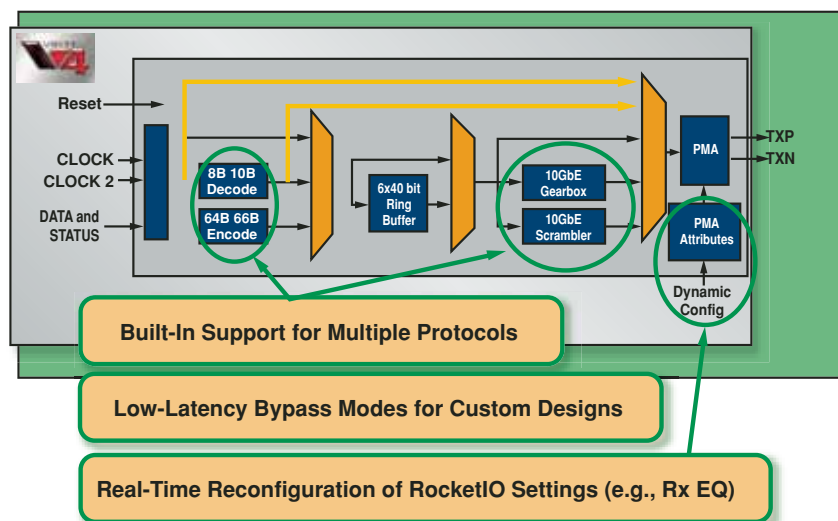 VIRTEX
4
Reset
CLOCK
CLOCK 2
DATA and
STATUS
8B 10B
Decode
64B 66B
Encode
6x40 bit
Ring
Buffer
10GbE
Gearbox
10GbE
Scrambler
PMA
PMA
Attributes
TXP
TXN
Dynamic
Config
Built-In Support for Multiple Protocols
Low-Latency Bypass Modes for Custom Designs
Real-Time Reconfiguration of RocketIO Settings (e.g., Rx EQ)